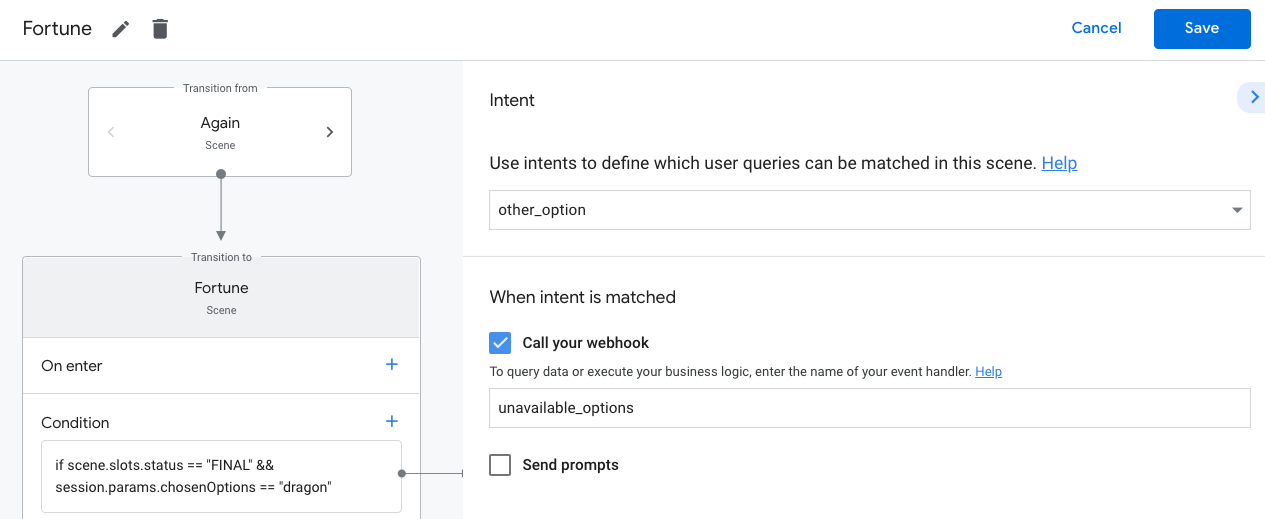 Fortune
Cancel
Save
Transition from
Again
Scene
Transition to
Fortune
Scene
On enter
Condition
if scene.slots.status == "FINAL" &&
session.params.chosenOptions == "dragon"
Intent
Use intents to define which user queries can be matched in this scene. Help
other_option
When intent is matched
Call your webhook
To query data or execute your business logic, enter the name of your event handler. Help
unavailable_options
Send prompts